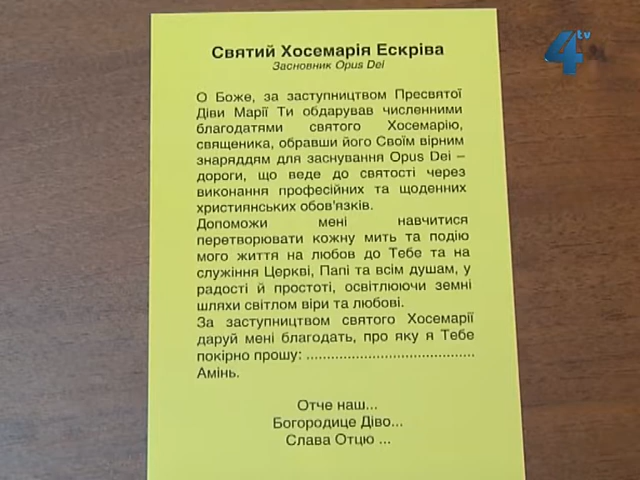 4 tv
Святий Хосемарія Ескріва
Засновник Opus Dei
О Боже, за заступництвом Пресвятої
Діви Марії Ти обдарував численними
благодатями святого Хосемарію,
священика, обравши його Своїм вірним
знаряддям для заснування Opus Dei –
дороги, що веде до святості через
виконання професійних та щоденних
християнських обов'язків.
Допоможи мені навчитися
перетворювати кожну мить та подію
мого життя на любов до Тебе та на
служіння Церкві, Папі та всім душам, у
радості й простоті, освітлюючи земні
шляхи світлом віри та любові.
За заступництвом святого Хосемарії
даруй мені благодать, про яку я Тебе
покірно прошу: ..........................................
Амінь.
Отче наш...
Богородице Діво...
Слава Отцю ...